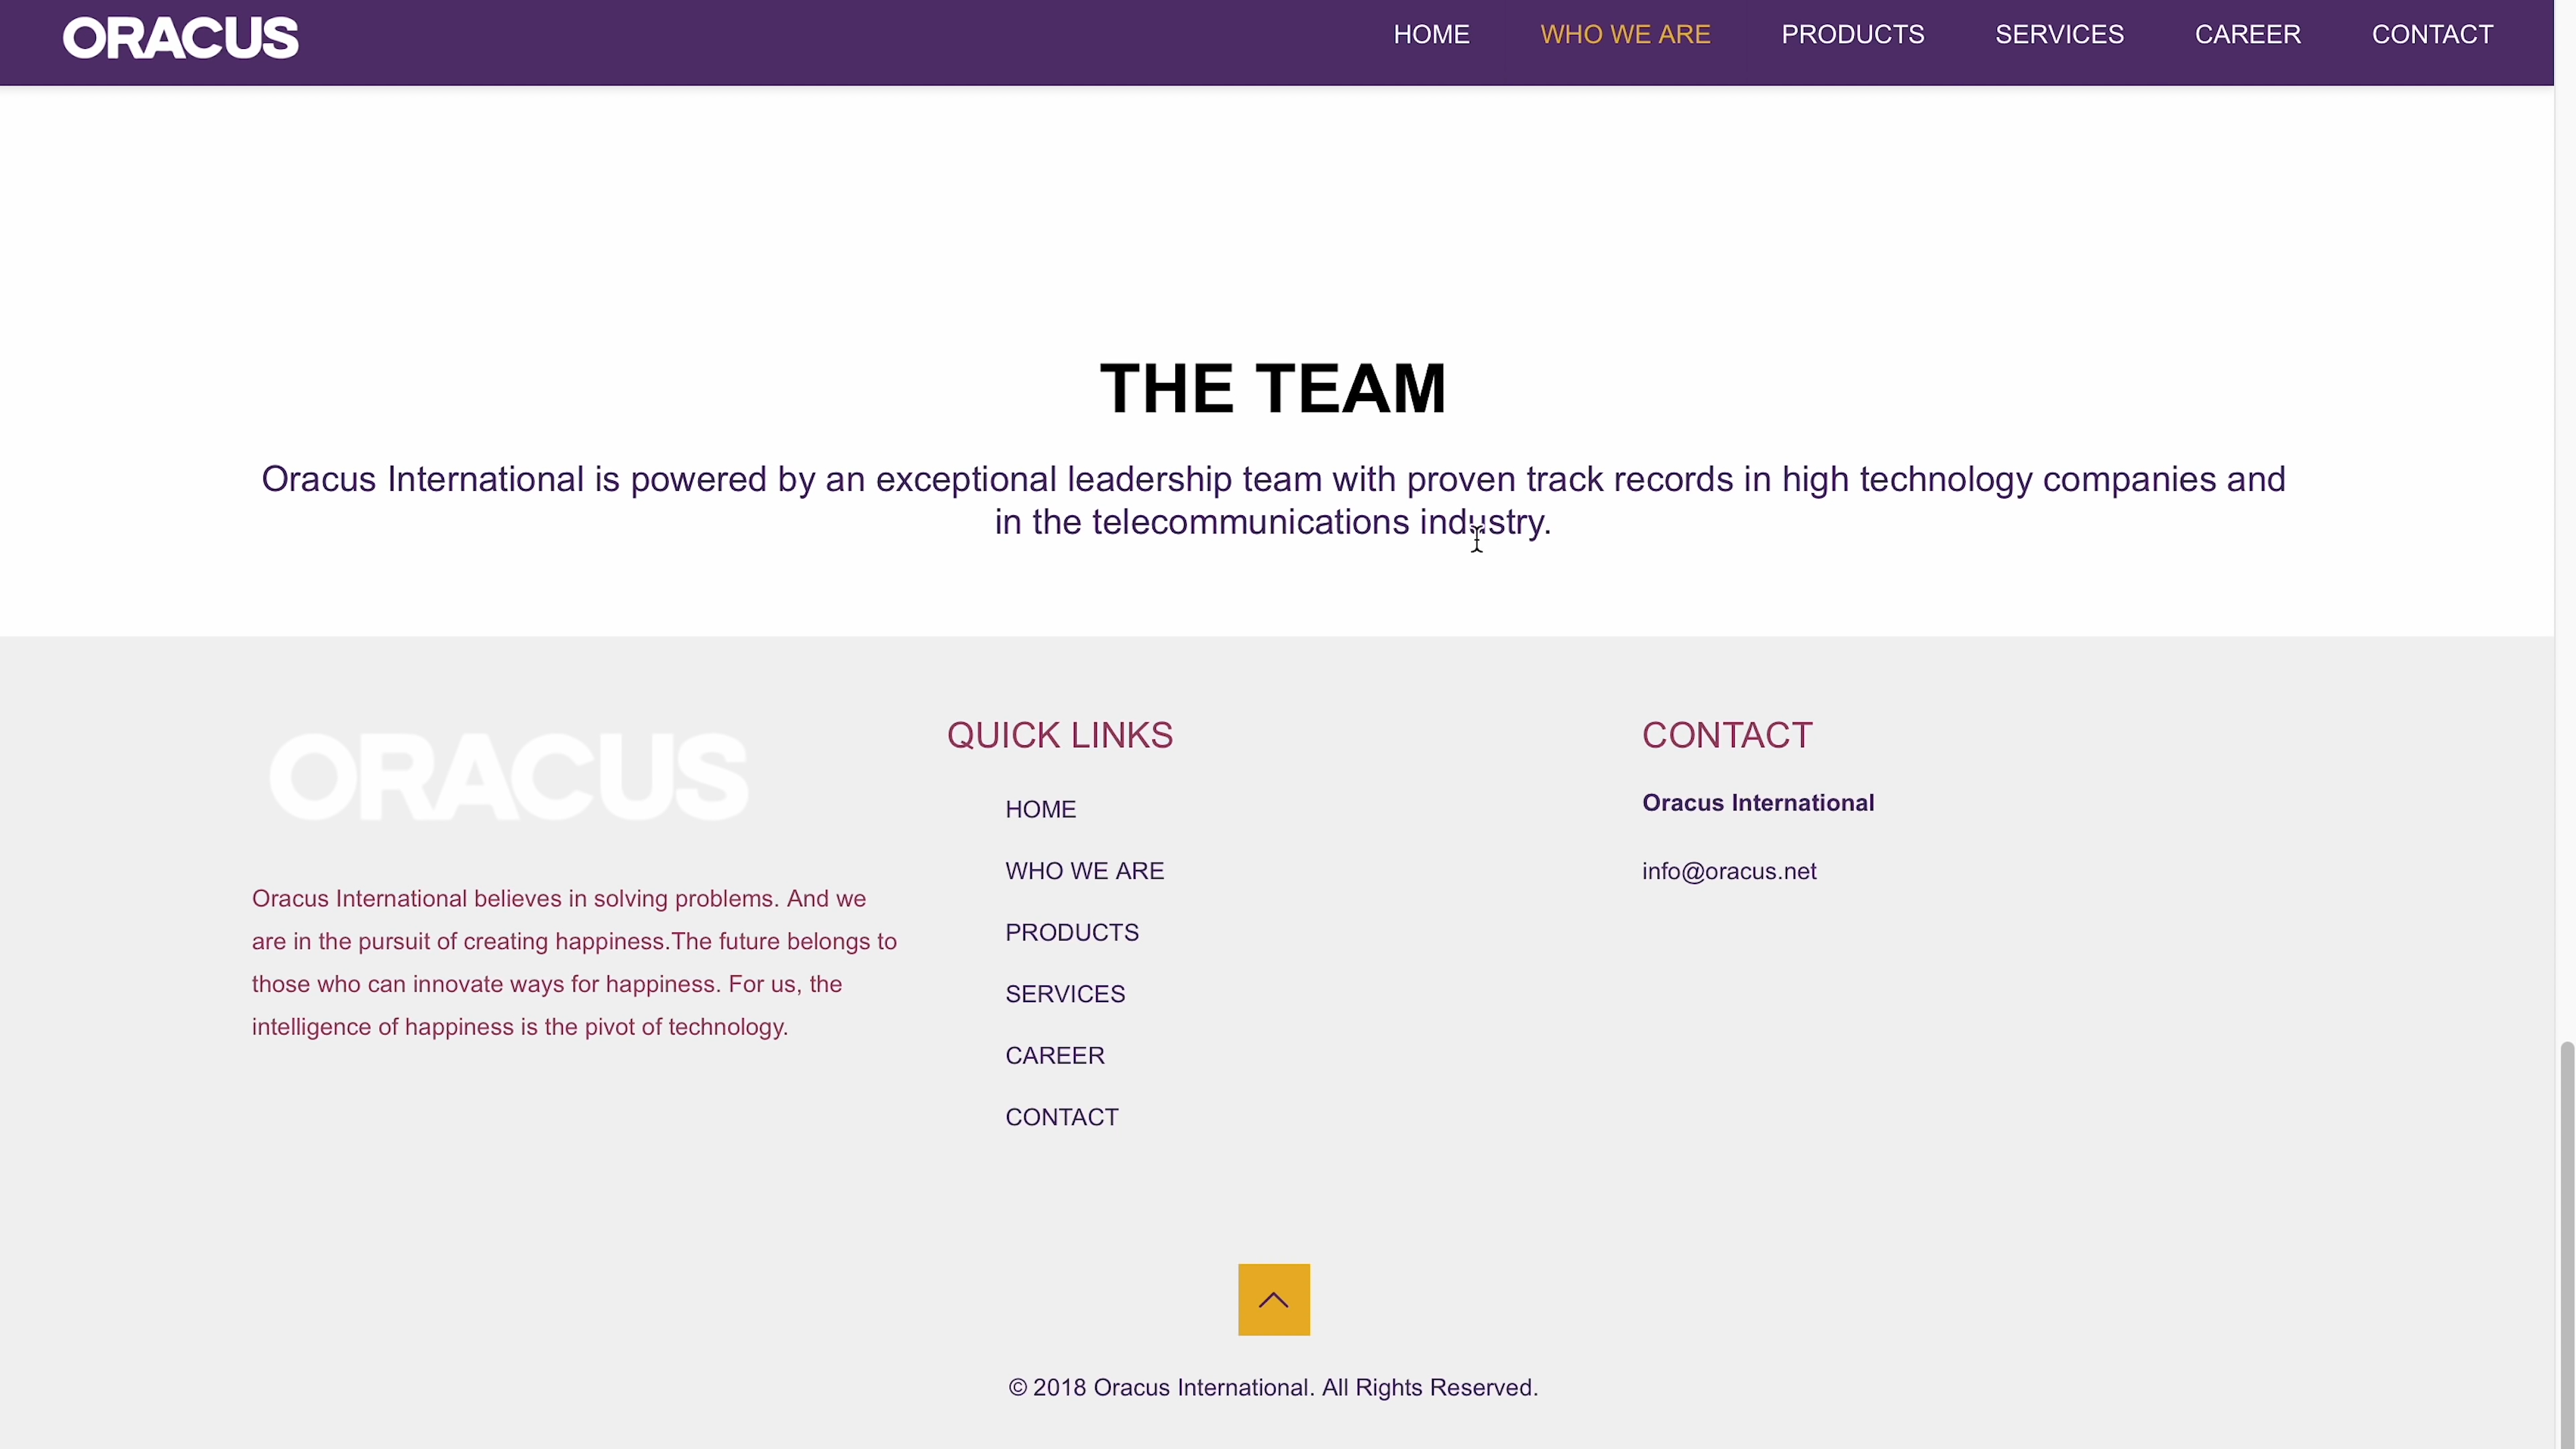 ORACUS
HOME
WHO WE ARE
PRODUCTS
SERVICES
CAREER
CONTACT
THE TEAM
Oracus International is powered by an exceptional leadership team with proven track records in high technology companies and
in the telecommunications industry.
ORACUS
Oracus International believes in solving problems. And we
are in the pursuit of creating happiness.The future belongs to
those who can innovate ways for happiness. For us, the
intelligence of happiness is the pivot of technology.
QUICK LINKS
HOME
WHO WE ARE
PRODUCTS
SERVICES
CAREER
CONTACT
CONTACT
Oracus International
info@oracus.net
© 2018 Oracus International. All Rights Reserved.